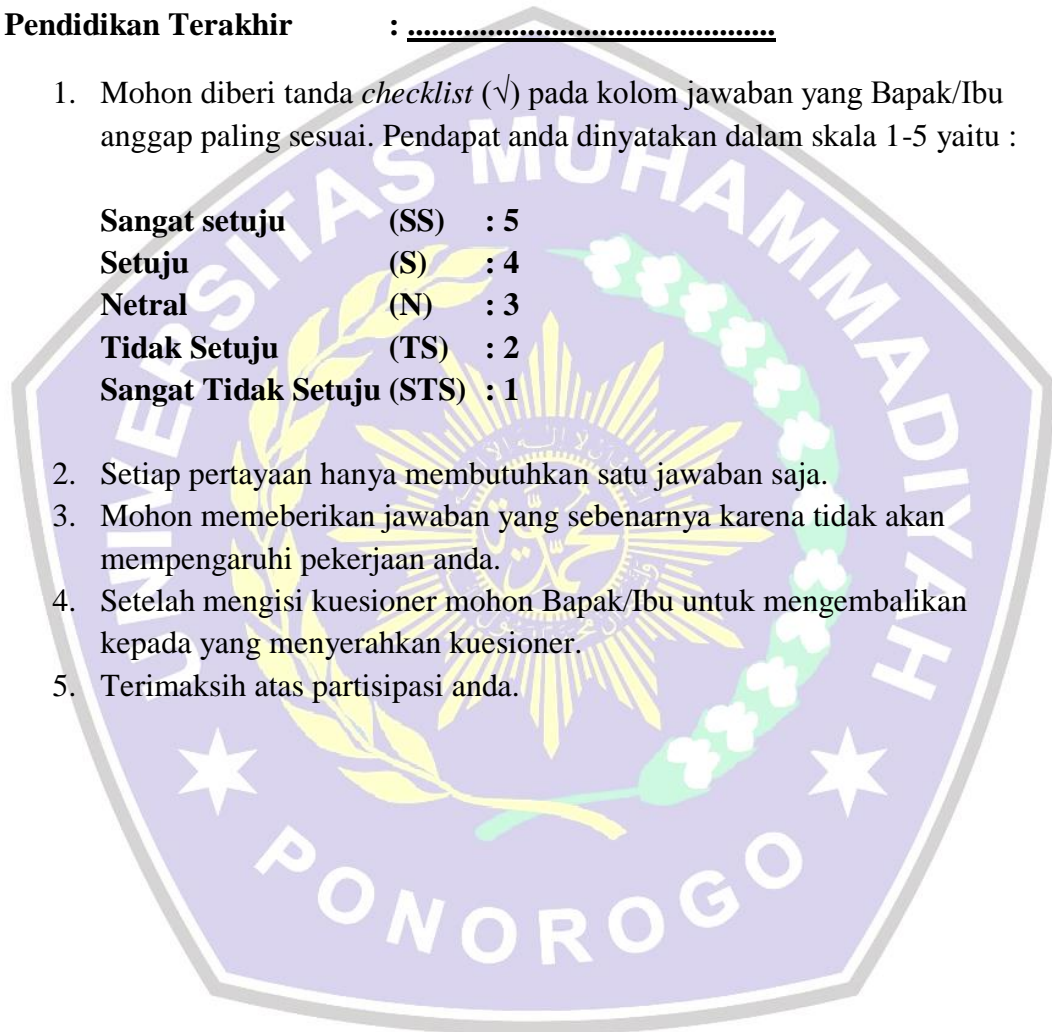 Pendidikan Terakhir : ..............................................
1. Mohon diberi tanda checklist (√) pada kolom jawaban yang Bapak/Ibu
anggap paling sesuai. Pendapat anda dinyatakan dalam skala 1-5 yaitu :
Sangat setuju (SS) : 5
Setuju (S) : 4
Netral (N) : 3
Tidak Setuju (TS) : 2
Sangat Tidak Setuju (STS) : 1
2. Setiap pertayaan hanya membutuhkan satu jawaban saja.
3. Mohon memeberikan jawaban yang sebenarnya karena tidak akan
mempengaruhi pekerjaan anda.
4. Setelah mengisi kuesioner mohon Bapak/Ibu untuk mengembalikan
kepada yang menyerahkan kuesioner.
5. Terimaksih atas partisipasi anda.
UNIVERSITAS MUHAMMADIYAH
PONOROGO